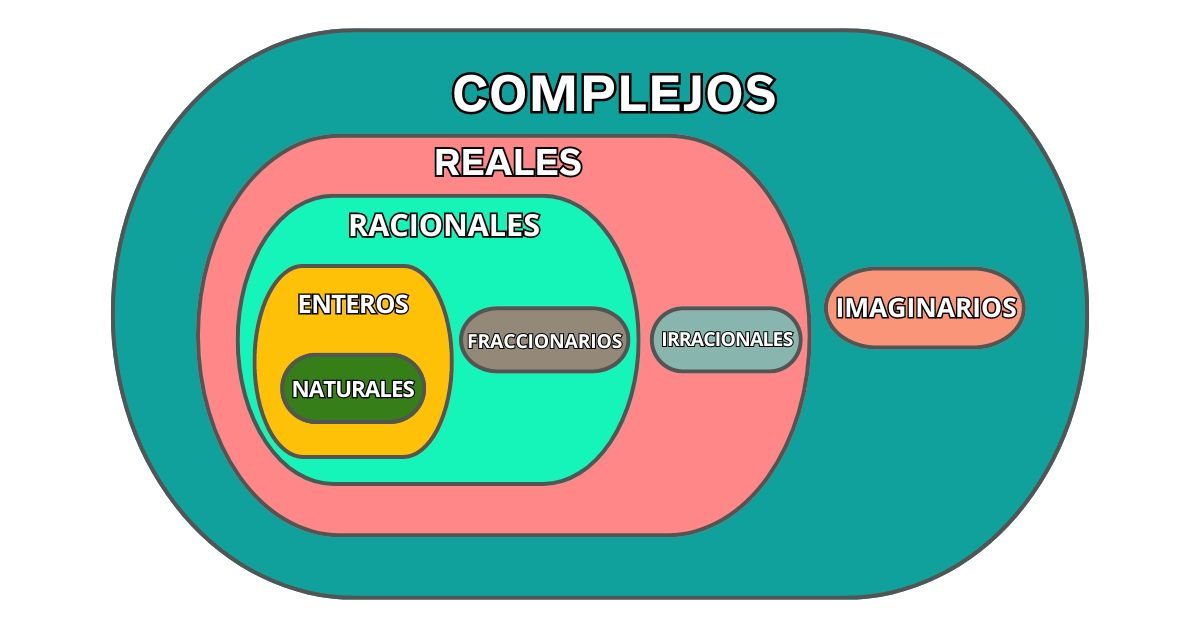 COMPLEJOS
REALES
RACIONALES
ENTEROS
NATURALES
FRACCIONARIOS
IRRACIONALES
IMAGINARIOS